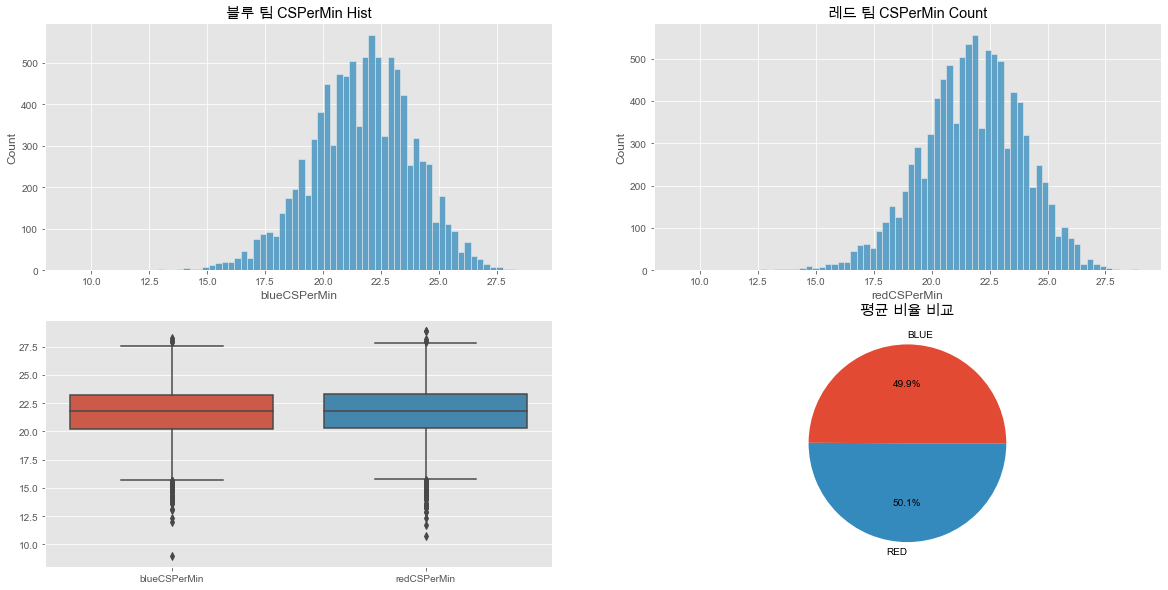 블루 팀 CSPerMin Hist
500
400
300
200
100
0
Count
10.0 12.5 15.0 17.5 20.0 22.5 25.0 27.5
blueCSPerMin
레드 팀 CSPerMin Count
500
400
300
200
100
0
Count
10.0 12.5 15.0 17.5 20.0 22.5 25.0 27.5
redCSPerMin
27.5
25.0
22.5
20.0
17.5
15.0
12.5
10.0
blueCSPerMin redCSPerMin
평균 비율 비교
BLUE
49.9%
50.1%
RED